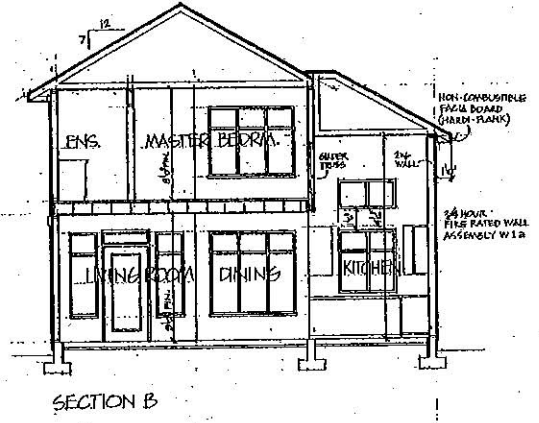 12
7
NON-COMBUSTIBLE
FACIA BOARD
(HARDI-PLANK)
ENS.
MASTER BEDRM.
GIRDER
TRUSS
2x6
WALL
3/4 HOUR
FIRE RATED WALL
ASSEMBLY W1a
LIVING ROOM
DINING
KITCHEN
SECTION B